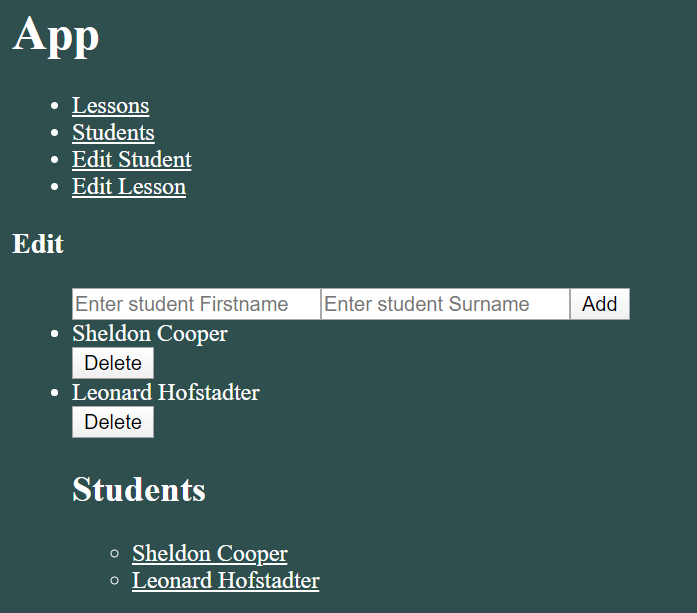 App
Lessons
Students
Edit Student
Edit Lesson
Edit
Enter student Firstname Enter student Surname Add
Sheldon Cooper
Delete
Leonard Hofstadter
Delete
Students
Sheldon Cooper
Leonard Hofstadter